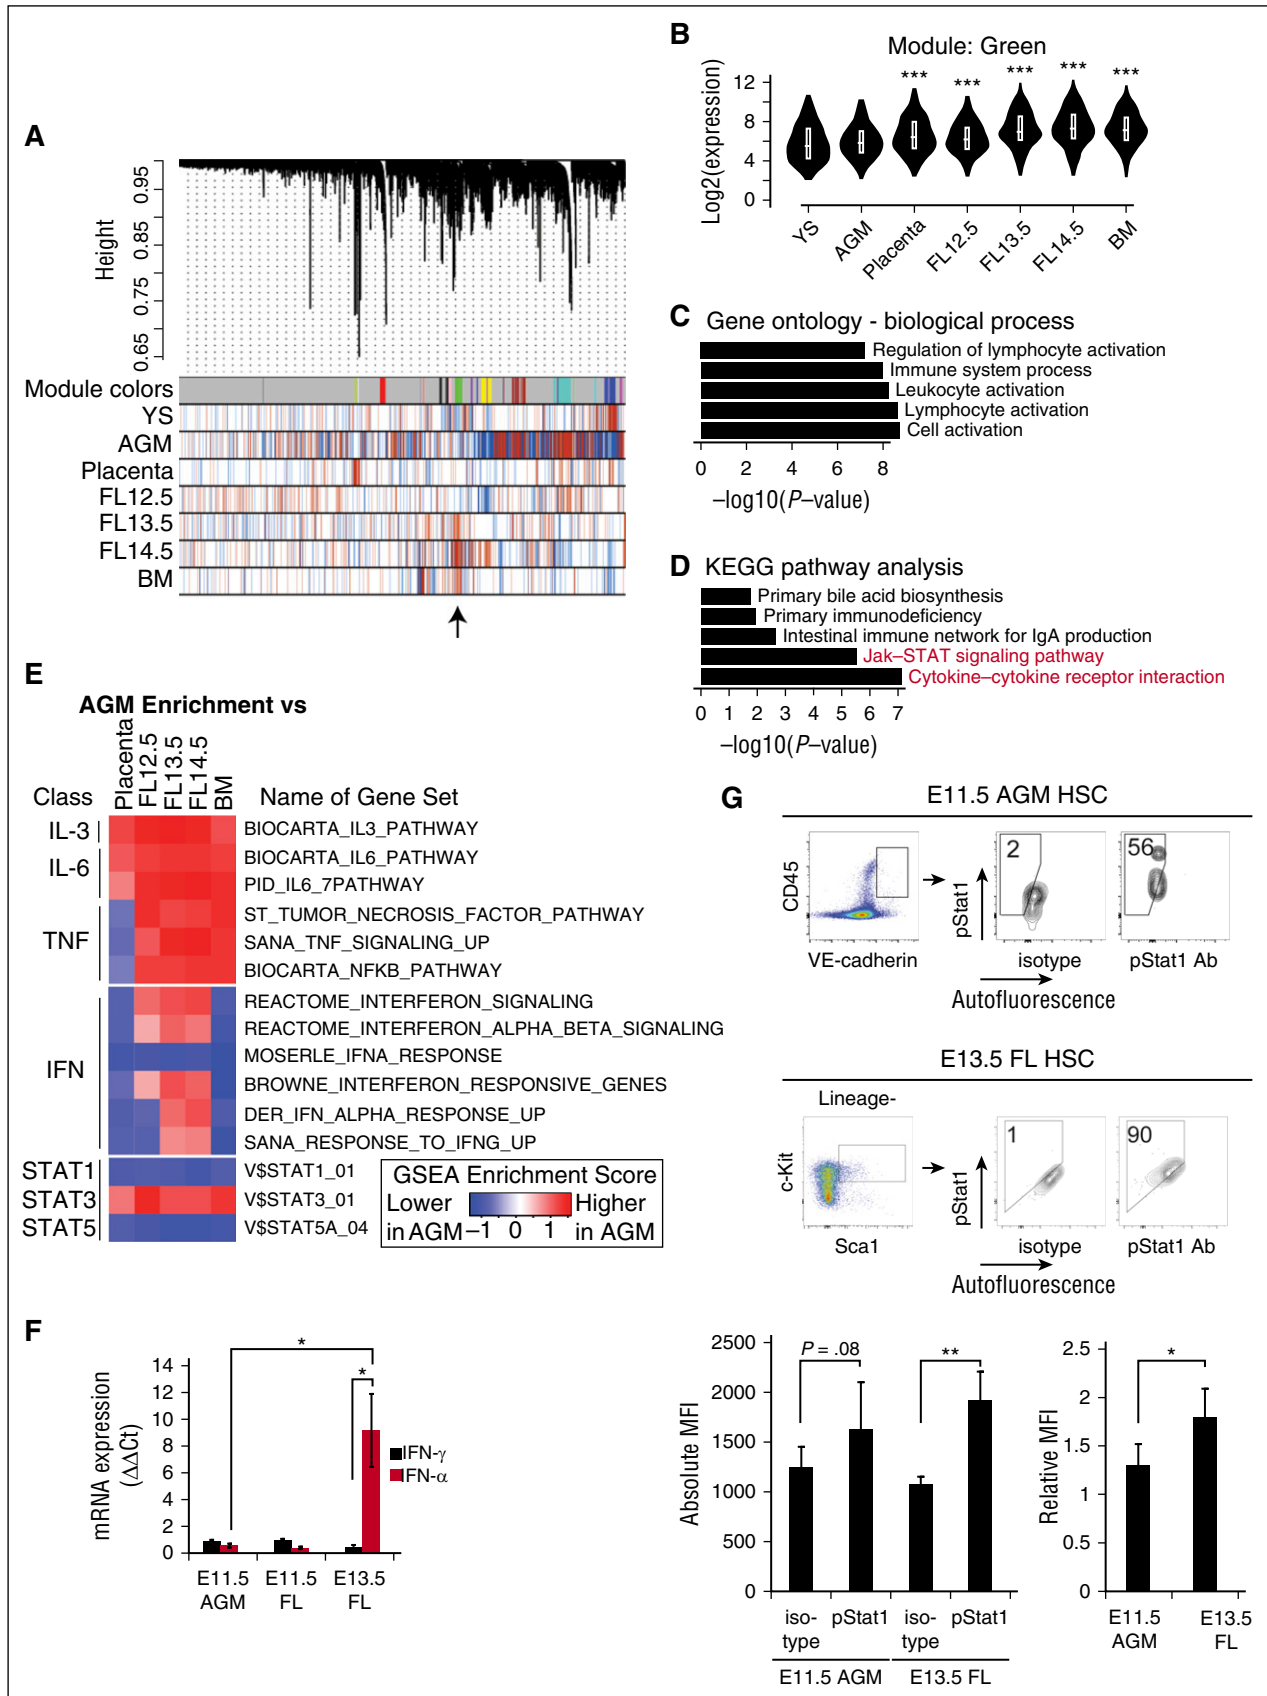 A
Height
0.95
0.85
0.75
0.65
Module colors
YS
AGM
Placenta
FL12.5
FL13.5
FL14.5
BM
B
Module: Green
Log2(expression)
12
8
4
0
*** *** *** *** ***
YS AGM Placenta FL12.5 FL13.5 FL14.5 BM
C Gene ontology - biological process
Regulation of lymphocyte activation
Immune system process
Leukocyte activation
Lymphocyte activation
Cell activation
0 2 4 6 8
–log10(P–value)
D KEGG pathway analysis
Primary bile acid biosynthesis
Primary immunodeficiency
Intestinal immune network for IgA production
Jak–STAT signaling pathway
Cytokine–cytokine receptor interaction
0 1 2 3 4 5 6 7
–log10(P–value)
E
AGM Enrichment vs
Placenta FL12.5 FL13.5 FL14.5 BM
Class Name of Gene Set
IL-3 BIOCARTA_IL3_PATHWAY
IL-6 BIOCARTA_IL6_PATHWAY
PID_IL6_7PATHWAY
TNF ST_TUMOR_NECROSIS_FACTOR_PATHWAY
SANA_TNF_SIGNALING_UP
BIOCARTA_NFKB_PATHWAY
IFN REACTOME_INTERFERON_SIGNALING
REACTOME_INTERFERON_ALPHA_BETA_SIGNALING
MOSERLE_IFNA_RESPONSE
BROWNE_INTERFERON_RESPONSIVE_GENES
DER_IFN_ALPHA_RESPONSE_UP
SANA_RESPONSE_TO_IFNG_UP
STAT1 V$STAT1_01
STAT3 V$STAT3_01
STAT5 V$STAT5A_04
GSEA Enrichment Score
Lower Higher
in AGM –1 0 1 in AGM
F
mRNA expression
(ΔΔCt)
14
12
10
8
6
4
2
0
*
*
IFN-γ
IFN-α
E11.5 E11.5 E13.5
AGM FL FL
G
E11.5 AGM HSC
CD45
VE-cadherin
pStat1
2
56
isotype pStat1 Ab
Autofluorescence
E13.5 FL HSC
Lineage-
c-Kit
Sca1
pStat1
1
90
isotype pStat1 Ab
Autofluorescence
Absolute MFI
2500
2000
1500
1000
500
0
P = .08
**
iso- pStat1 iso- pStat1
type type
E11.5 AGM E13.5 FL
Relative MFI
2.5
2
1.5
1
0.5
0
*
E11.5 E13.5
AGM FL